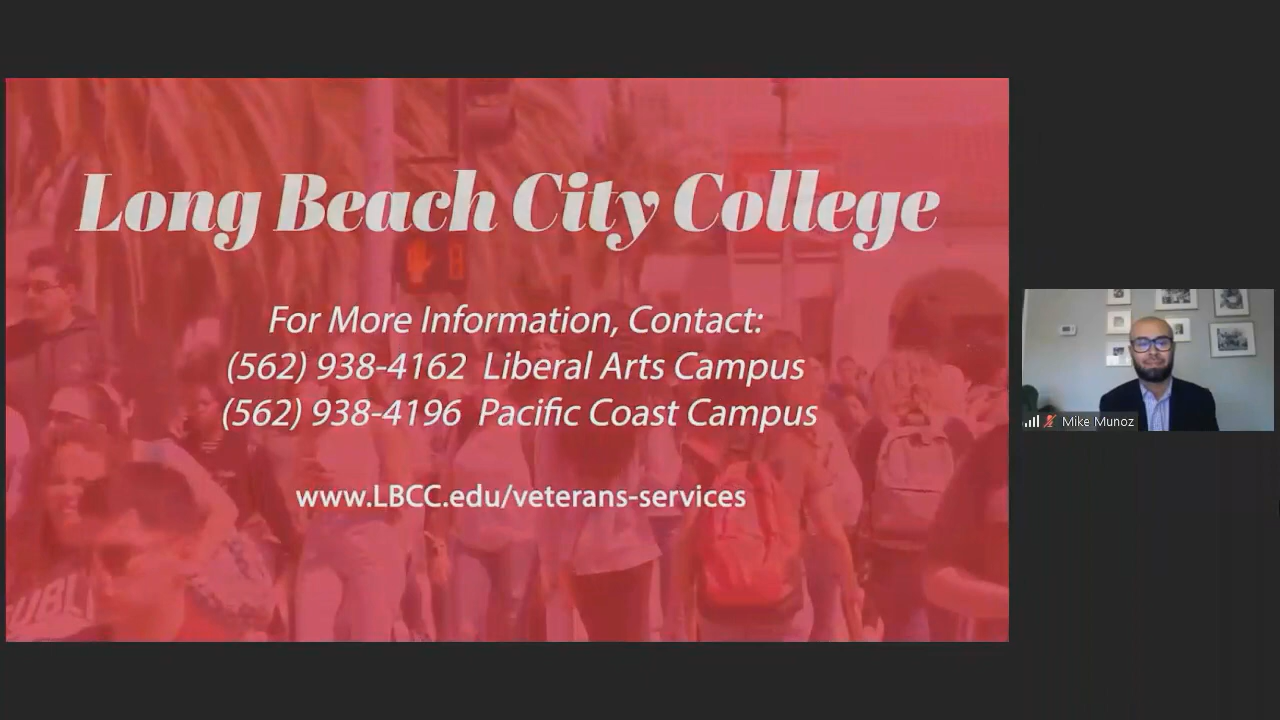 Long Beach City College
For More Information, Contact:
(562) 938-4162 Liberal Arts Campus
(562) 938-4196 Pacific Coast Campus
www.LBCC.edu/veterans-services
Mike Munoz